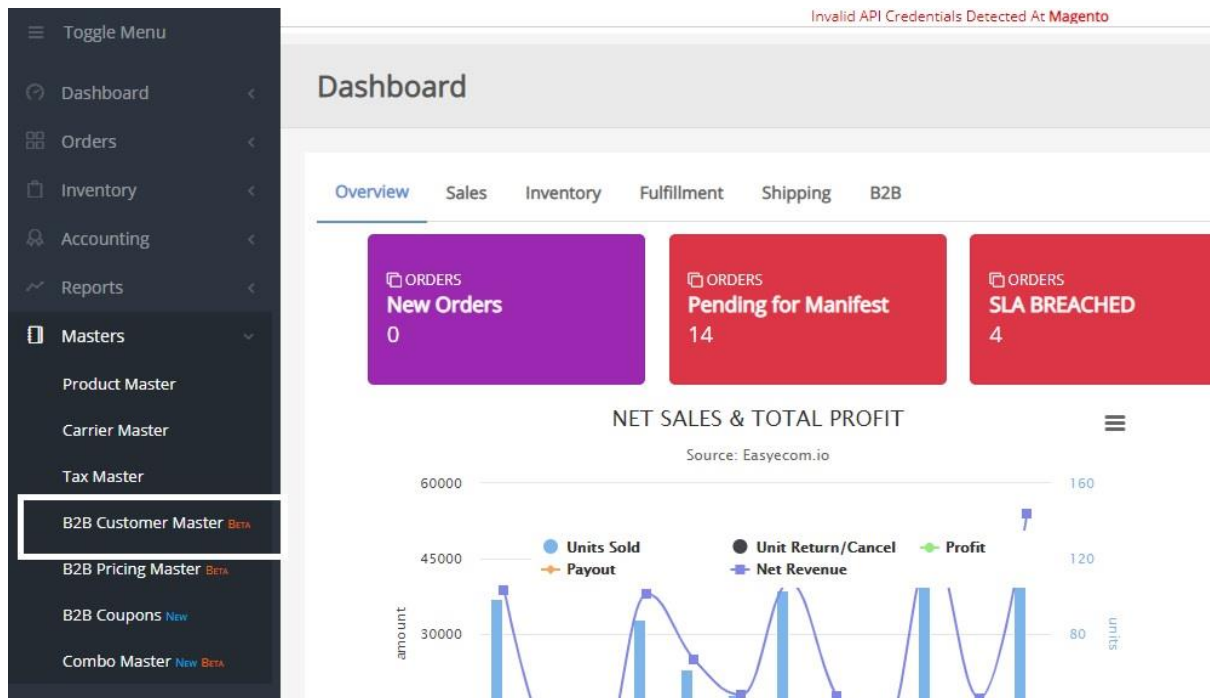 Invalid API Credentials Detected At Magento
Toggle Menu
Dashboard
Orders
Inventory
Accounting
Reports
Masters
Product Master
Carrier Master
Tax Master
B2B Customer Master BETA
B2B Pricing Master BETA
B2B Coupons NEW
Combo Master NEW BETA
Dashboard
Overview Sales Inventory Fulfillment Shipping B2B
ORDERS
New Orders
0
ORDERS
Pending for Manifest
14
ORDERS
SLA BREACHED
4
NET SALES & TOTAL PROFIT
Source: Easyecom.io
60000
45000
30000
amount
Units Sold Unit Return/Cancel Profit
Payout Net Revenue
160
120
80
units